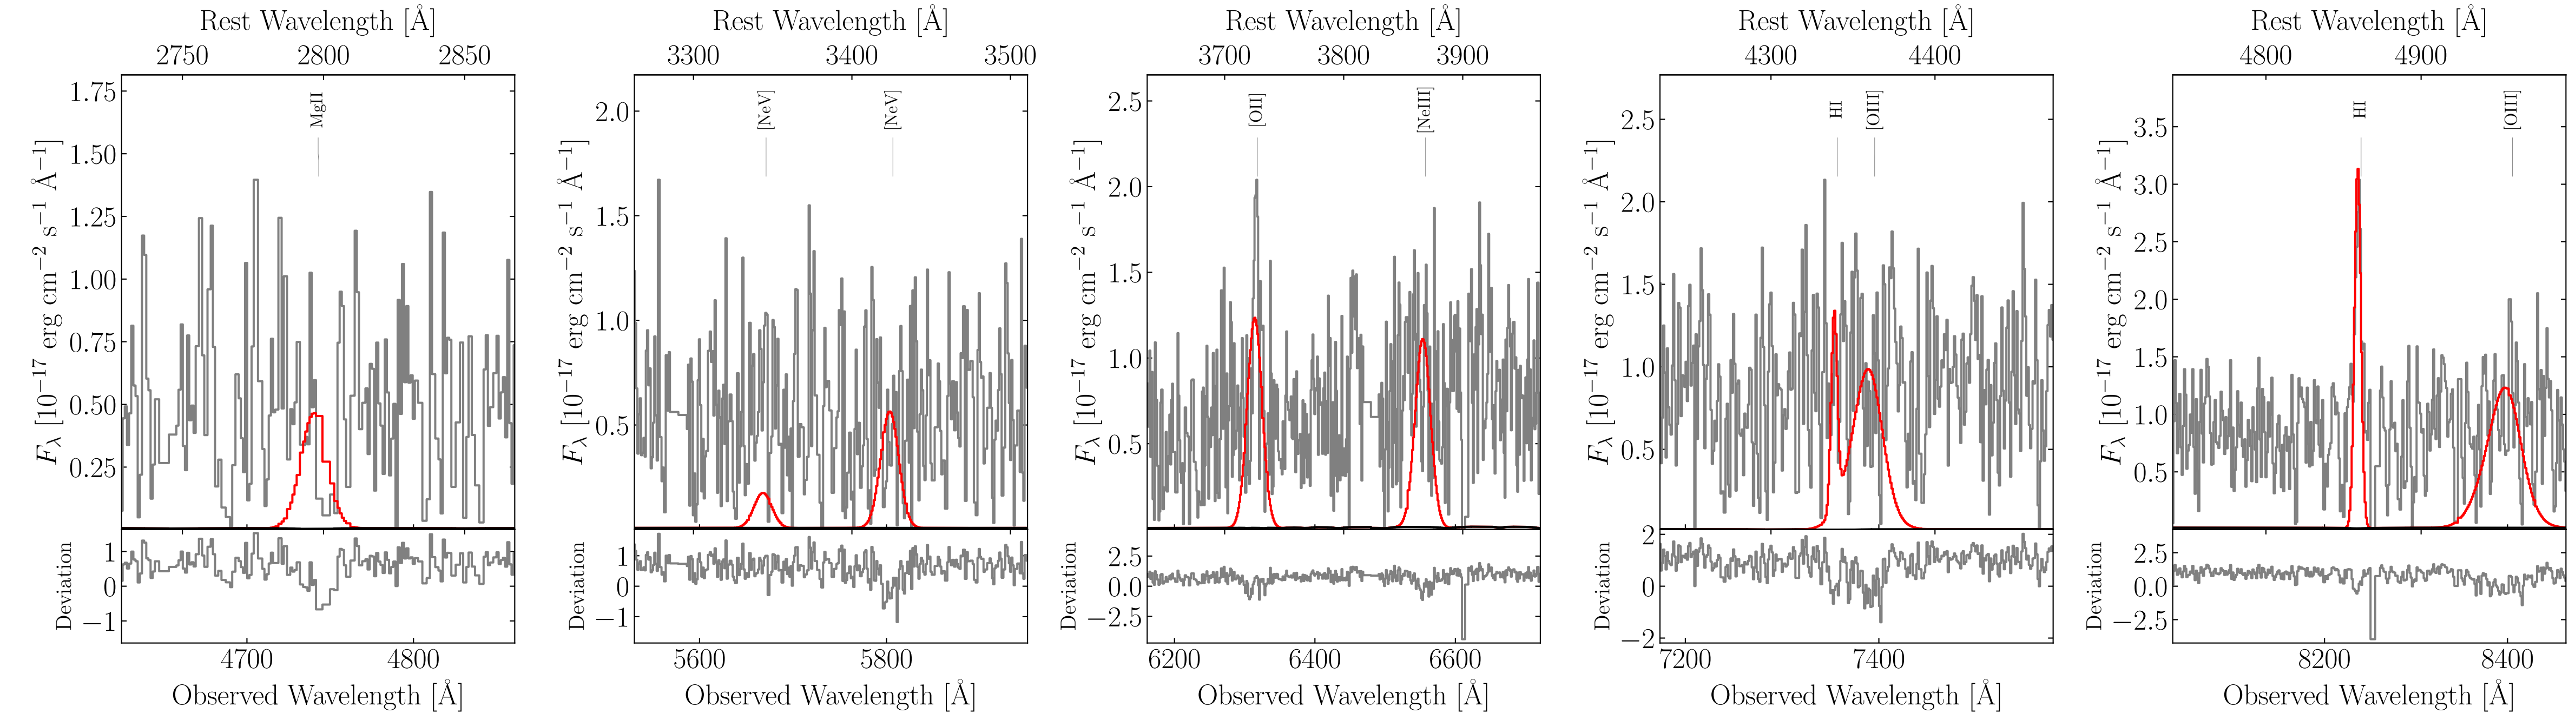 Rest Wavelength [Å]
2750 2800 2850
MgII
1.75
1.50
1.25
1.00
0.75
0.50
0.25
F_λ [10⁻¹⁷ erg cm⁻² s⁻¹ Å⁻¹]
1
0
−1
Deviation
4700 4800
Observed Wavelength [Å]
Rest Wavelength [Å]
3300 3400 3500
[NeV] [NeV]
2.0
1.5
1.0
0.5
F_λ [10⁻¹⁷ erg cm⁻² s⁻¹ Å⁻¹]
1
0
−1
Deviation
5600 5800
Observed Wavelength [Å]
Rest Wavelength [Å]
3700 3800 3900
[OII] [NeIII]
2.5
2.0
1.5
1.0
0.5
F_λ [10⁻¹⁷ erg cm⁻² s⁻¹ Å⁻¹]
2.5
0.0
−2.5
Deviation
6200 6400 6600
Observed Wavelength [Å]
Rest Wavelength [Å]
4300 4400
HI [OIII]
2.5
2.0
1.5
1.0
0.5
F_λ [10⁻¹⁷ erg cm⁻² s⁻¹ Å⁻¹]
2
0
−2
Deviation
7200 7400
Observed Wavelength [Å]
Rest Wavelength [Å]
4800 4900
HI [OIII]
3.5
3.0
2.5
2.0
1.5
1.0
0.5
F_λ [10⁻¹⁷ erg cm⁻² s⁻¹ Å⁻¹]
2.5
0.0
−2.5
Deviation
8200 8400
Observed Wavelength [Å]